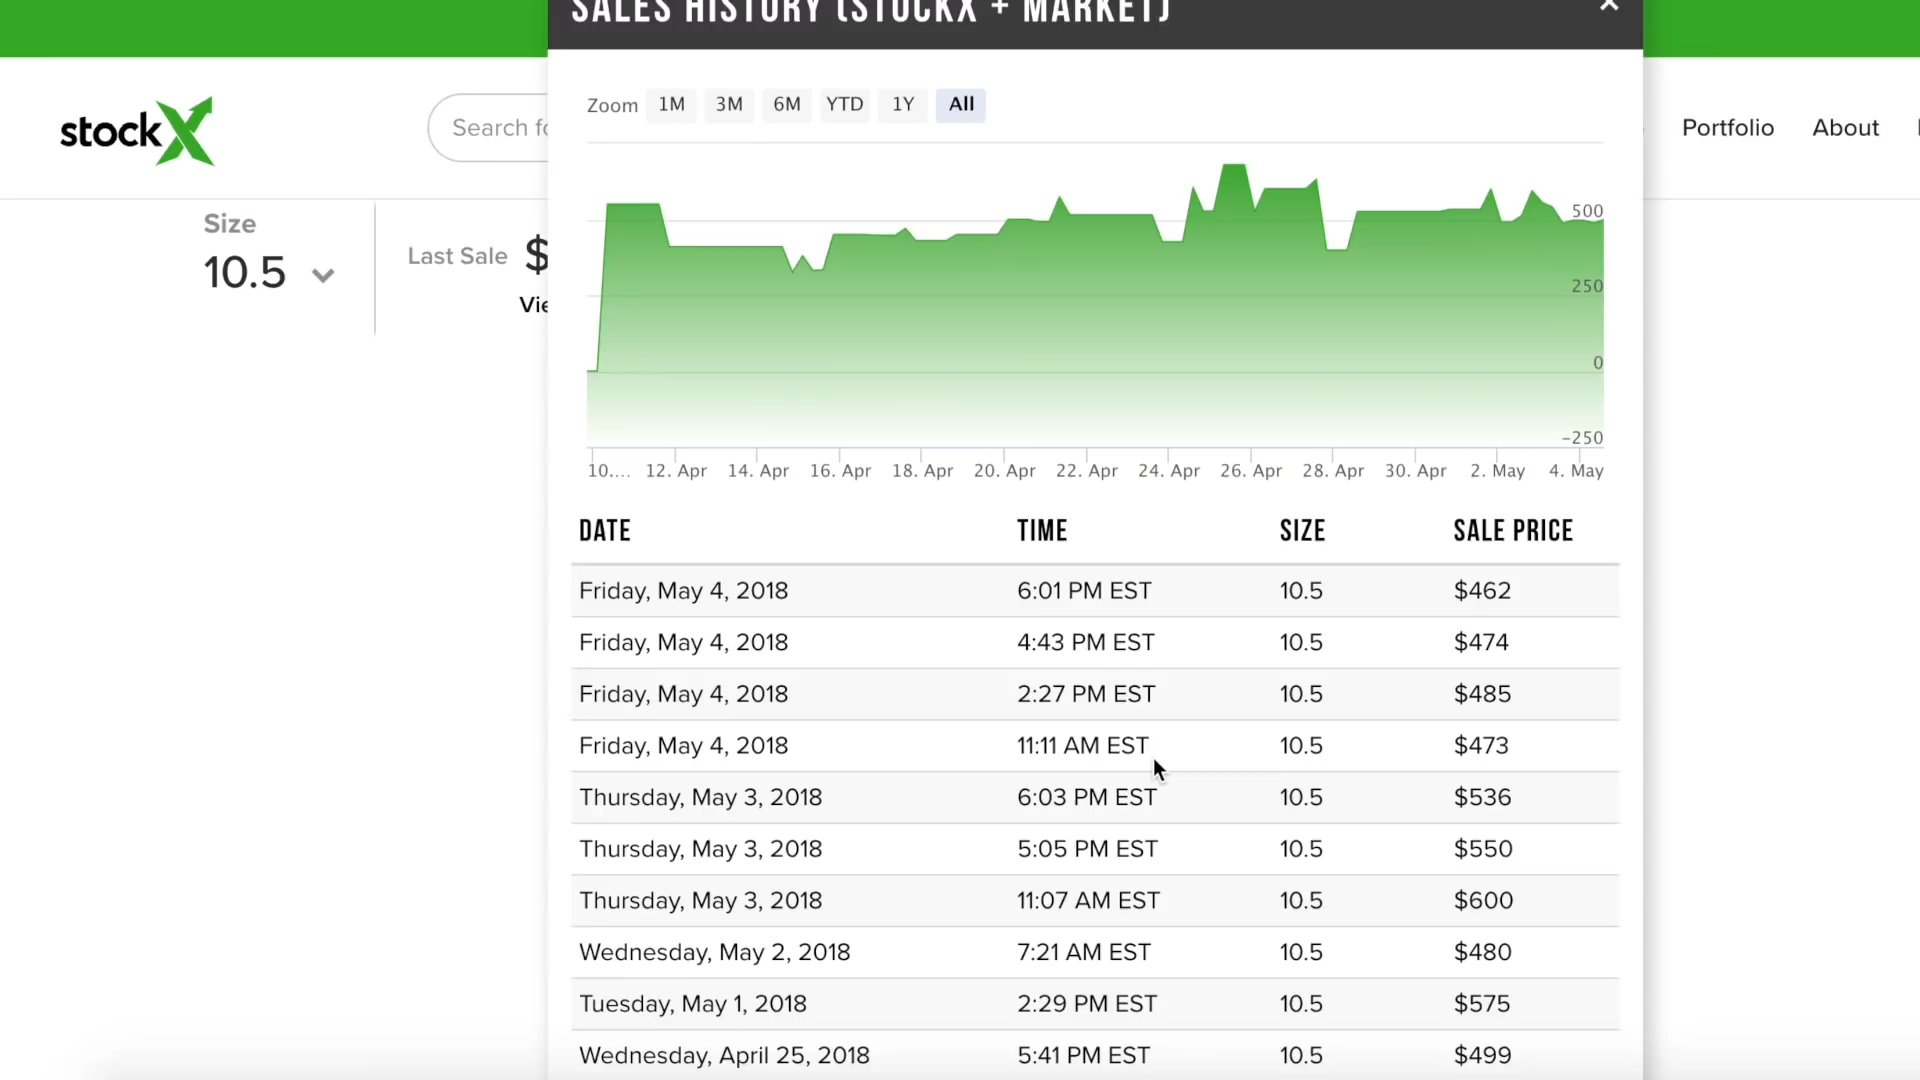 SALES HISTORY (STOCKX + MARKET)
×
stockX
Search fo
Portfolio
About
Zoom 1M 3M 6M YTD 1Y All
Size
10.5
Last Sale $
Vie
500
250
0
-250
10.... 12. Apr 14. Apr 16. Apr 18. Apr 20. Apr 22. Apr 24. Apr 26. Apr 28. Apr 30. Apr 2. May 4. May
DATE TIME SIZE SALE PRICE
Friday, May 4, 2018 6:01 PM EST 10.5 $462
Friday, May 4, 2018 4:43 PM EST 10.5 $474
Friday, May 4, 2018 2:27 PM EST 10.5 $485
Friday, May 4, 2018 11:11 AM EST 10.5 $473
Thursday, May 3, 2018 6:03 PM EST 10.5 $536
Thursday, May 3, 2018 5:05 PM EST 10.5 $550
Thursday, May 3, 2018 11:07 AM EST 10.5 $600
Wednesday, May 2, 2018 7:21 AM EST 10.5 $480
Tuesday, May 1, 2018 2:29 PM EST 10.5 $575
Wednesday, April 25, 2018 5:41 PM EST 10.5 $499